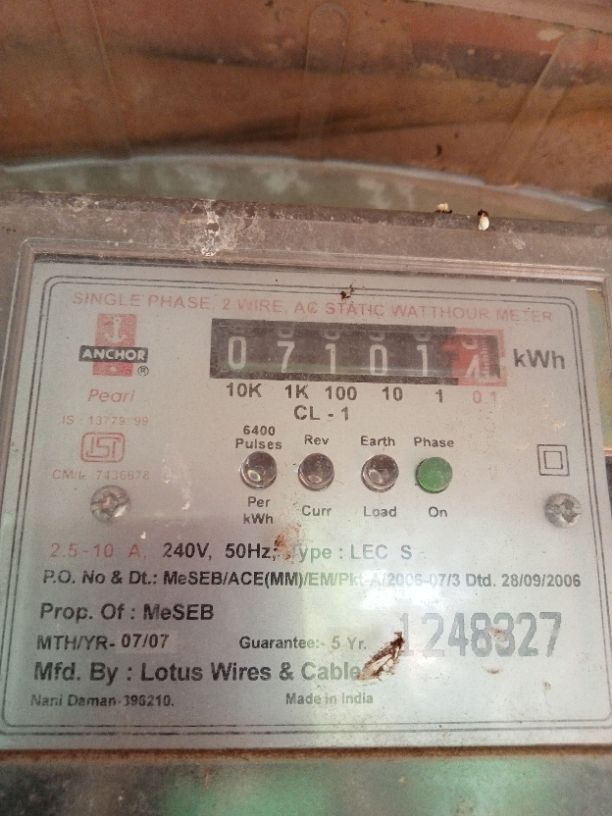 SINGLE PHASE, 2 WIRE, AC STATIC WATTHOUR METER
ANCHOR ®
Pearl
IS : 13779 99
ISI
CM/L 7436678
0 7 1 0 1 4 kWh
10K 1K 100 10 1 0.1
CL - 1
6400 Pulses Per kWh
Rev Curr
Earth Load
Phase On
2.5-10 A, 240V, 50Hz; Type : LEC S
P.O. No & Dt.: MeSEB/ACE(MM)/EM/Pkt-A/2006-07/3 Dtd. 28/09/2006
Prop. Of : MeSEB
MTH/YR- 07/07 Guarantee:- 5 Yr.
1248327
Mfd. By : Lotus Wires & Cable
Nani Daman-396210. Made in India